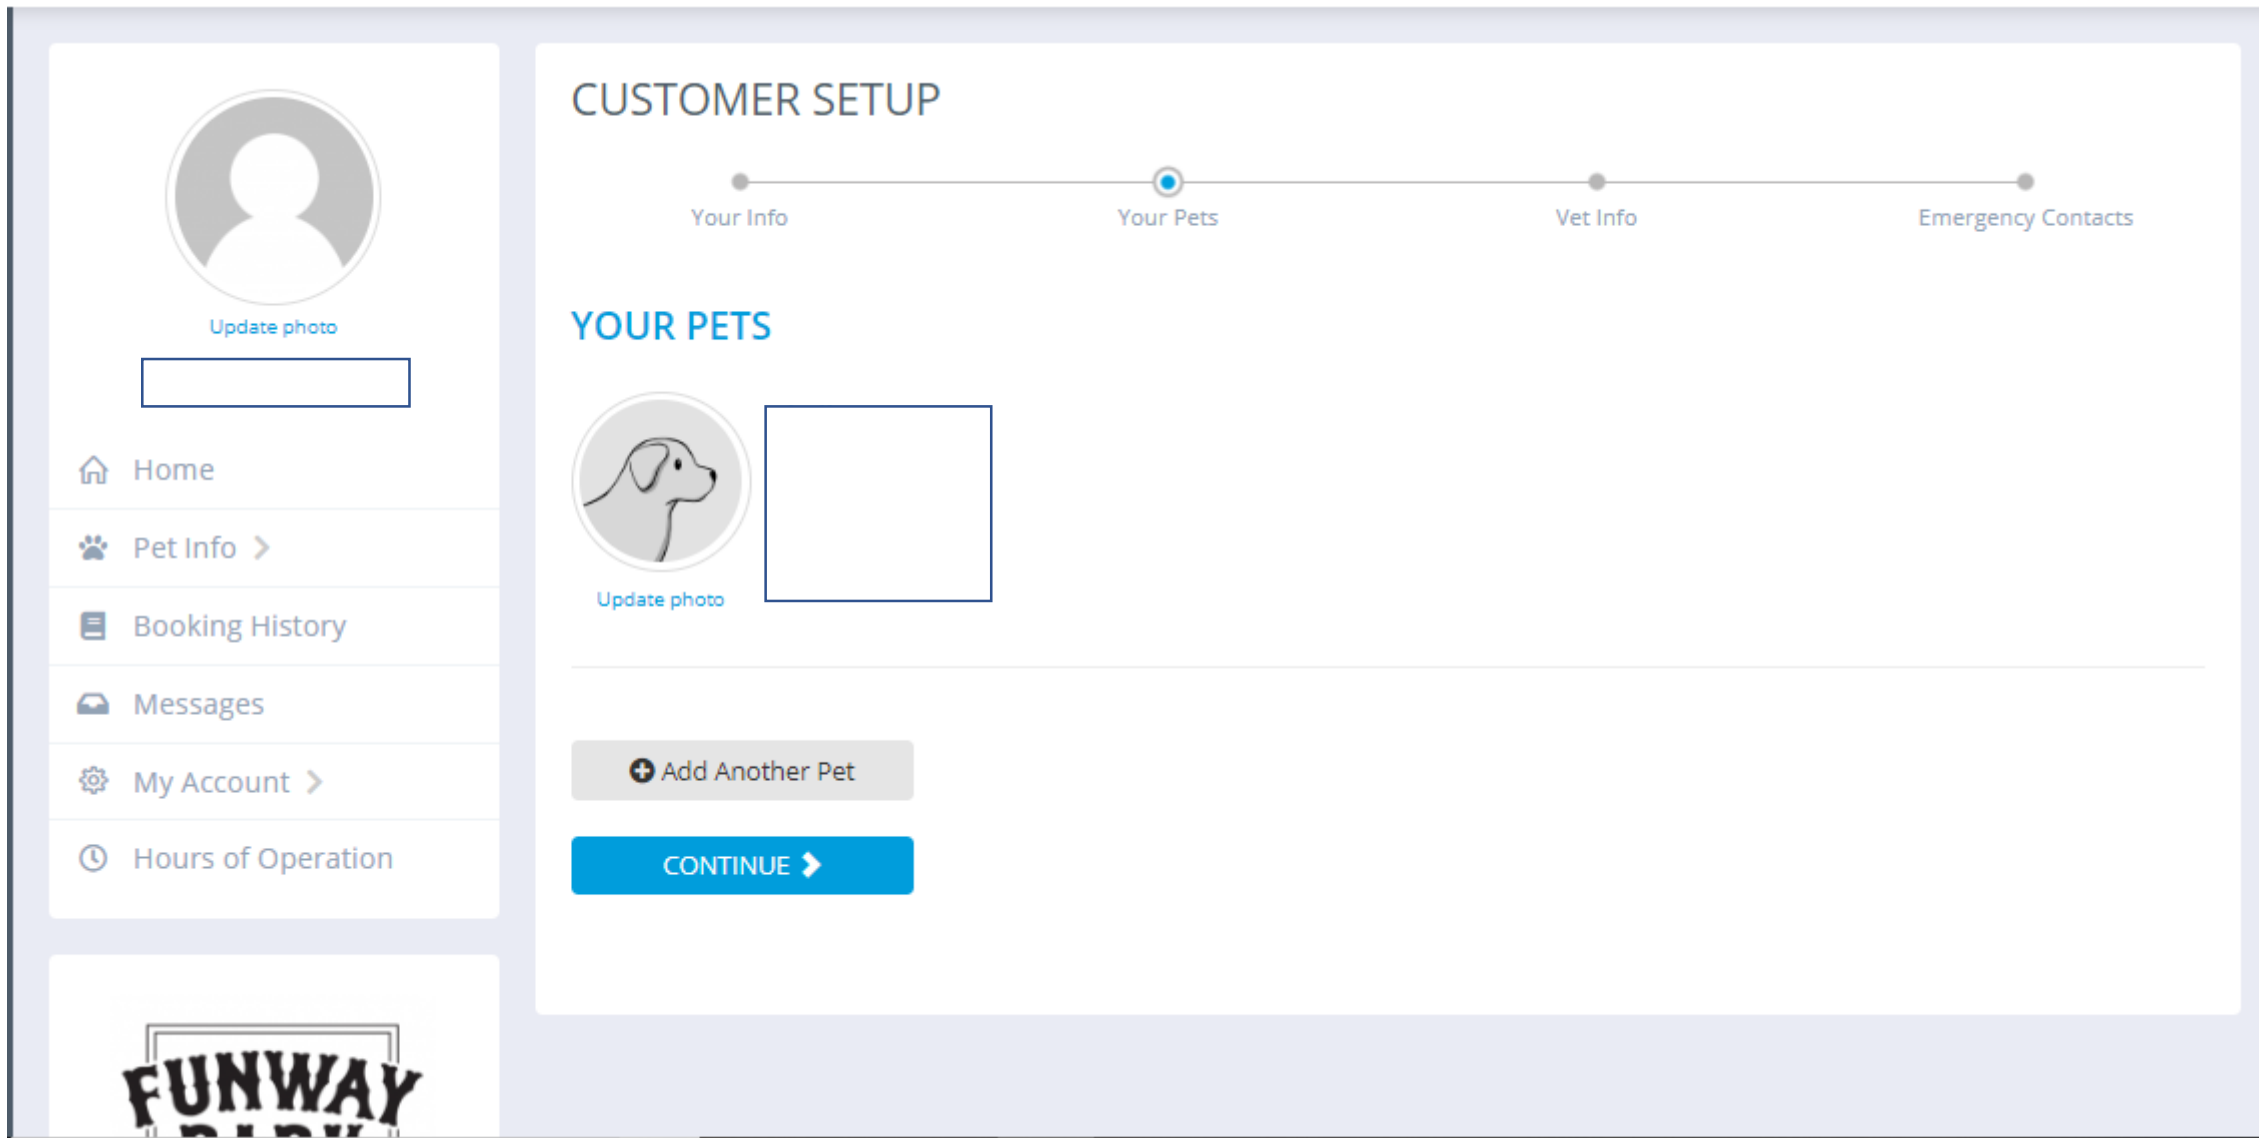 Update photo
Home
Pet Info
Booking History
Messages
My Account
Hours of Operation
FUNWAY
CUSTOMER SETUP
Your Info
Your Pets
Vet Info
Emergency Contacts
YOUR PETS
Update photo
Add Another Pet
CONTINUE